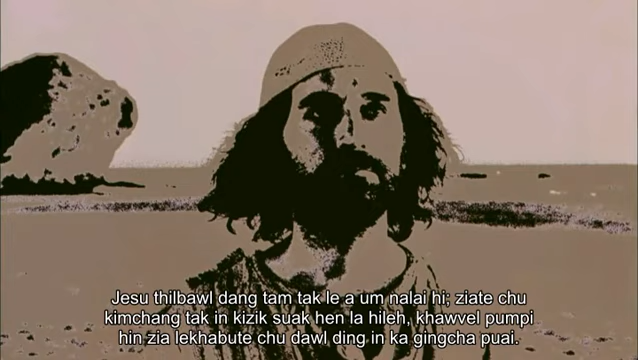 Jesu thilbawl dang tam tak le a um nalai hi; ziate chu
kimchang tak in kizik suak hen la hileh, khawvel pumpi
hin zia lekhabute chu dawl ding in ka gingcha puai.